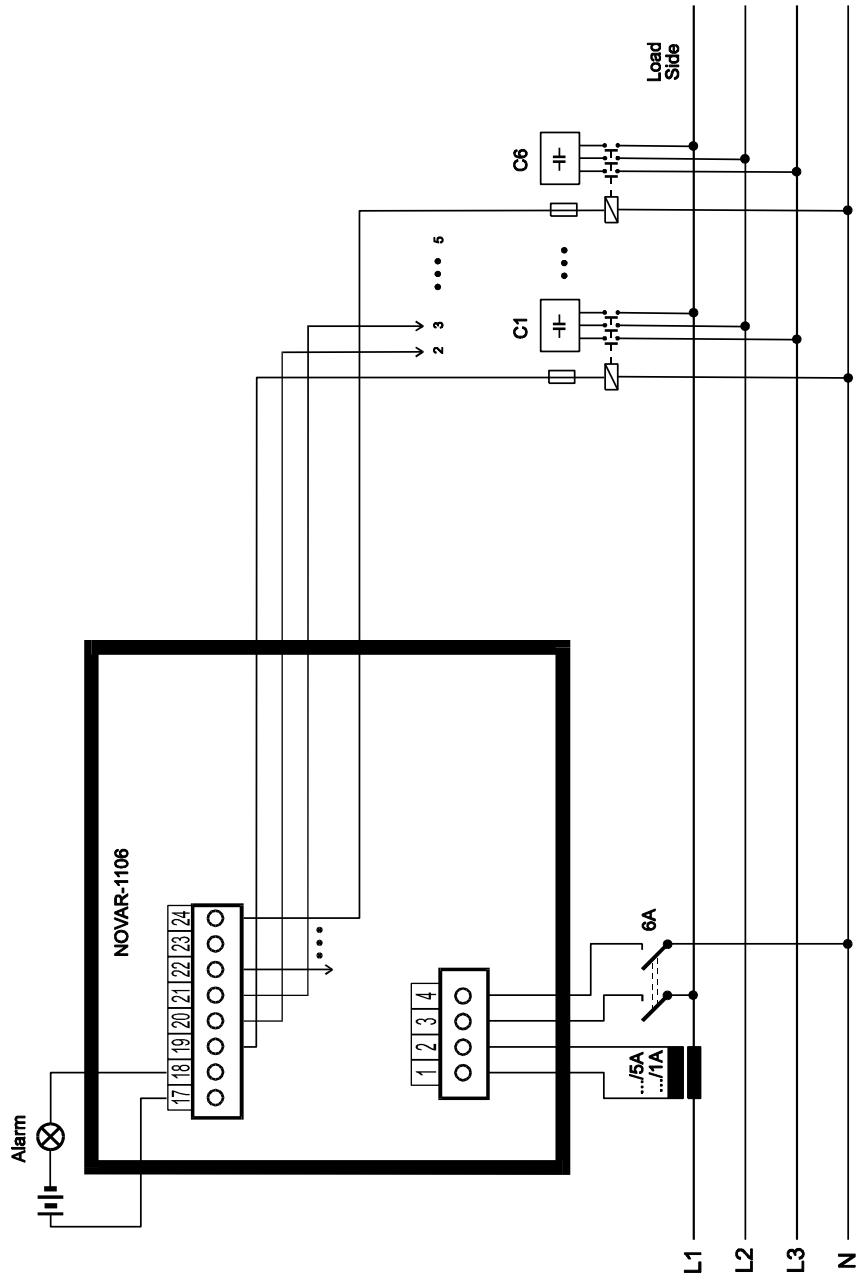 Alarm
NOVAR-1106
17 18 19 20 21 22 23 24
1 2 3 4
.../5A
.../1A
6A
2 3 5
C1
C6
Load
Side
L1
L2
L3
N